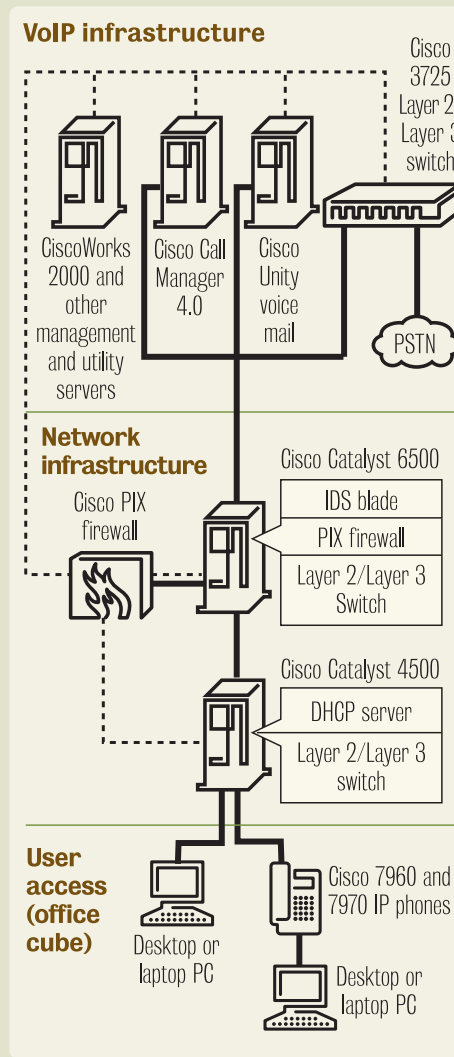 VoIP infrastructure
Cisco
3725
Layer 2
Layer 3
switch
CiscoWorks
2000 and
other
management
and utility
servers
Cisco Call
Manager
4.0
Cisco
Unity
voice
mail
PSTN
Network
infrastructure
Cisco PIX
firewall
Cisco Catalyst 6500
IDS blade
PIX firewall
Layer 2/Layer 3
Switch
Cisco Catalyst 4500
DHCP server
Layer 2/Layer 3
switch
User
access
(office
cube)
Desktop or
laptop PC
Cisco 7960 and
7970 IP phones
Desktop or
laptop PC